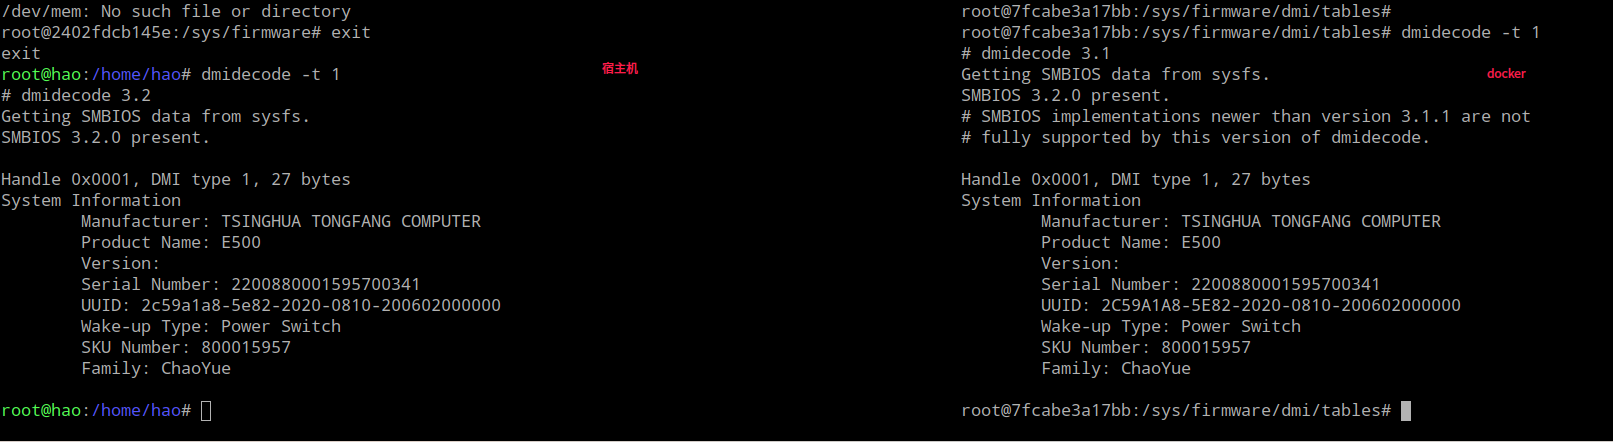 /dev/mem: No such file or directory
root@2402fdcb145e:/sys/firmware# exit
exit
root@hao:/home/hao# dmidecode -t 1
# dmidecode 3.2
Getting SMBIOS data from sysfs.
SMBIOS 3.2.0 present.
Handle 0x0001, DMI type 1, 27 bytes
System Information
Manufacturer: TSINGHUA TONGFANG COMPUTER
Product Name: E500
Version:
Serial Number: 2200880001595700341
UUID: 2c59a1a8-5e82-2020-0810-200602000000
Wake-up Type: Power Switch
SKU Number: 800015957
Family: ChaoYue
root@hao:/home/hao#
宿主机
root@7fcabe3a17bb:/sys/firmware/dmi/tables#
root@7fcabe3a17bb:/sys/firmware/dmi/tables# dmidecode -t 1
# dmidecode 3.1
Getting SMBIOS data from sysfs.
SMBIOS 3.2.0 present.
# SMBIOS implementations newer than version 3.1.1 are not
# fully supported by this version of dmidecode.
Handle 0x0001, DMI type 1, 27 bytes
System Information
Manufacturer: TSINGHUA TONGFANG COMPUTER
Product Name: E500
Version:
Serial Number: 2200880001595700341
UUID: 2C59A1A8-5E82-2020-0810-200602000000
Wake-up Type: Power Switch
SKU Number: 800015957
Family: ChaoYue
root@7fcabe3a17bb:/sys/firmware/dmi/tables#
docker